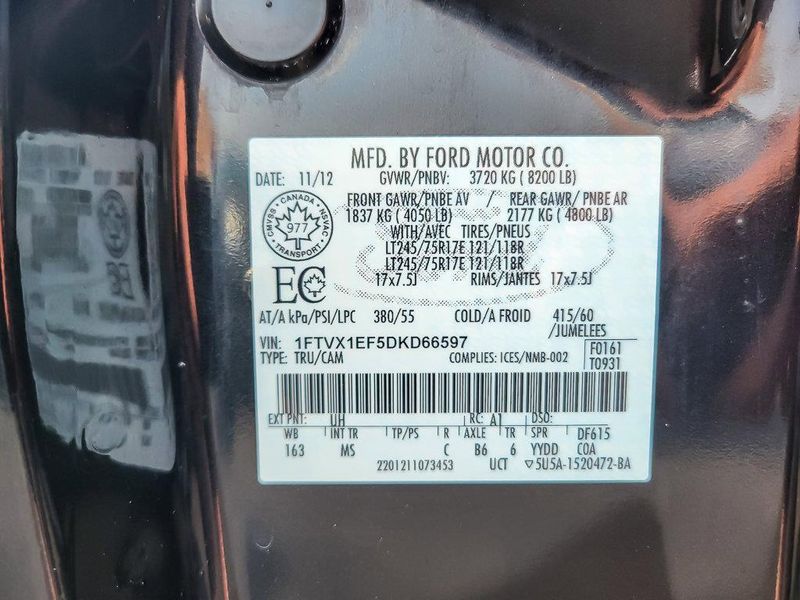 MFD. BY FORD MOTOR CO.
DATE: 11/12 GVWR/PNBV: 3720 KG ( 8200 LB)
FRONT GAWR/PNBE AV / REAR GAWR/ PNBE AR
1837 KG ( 4050 LB) 2177 KG ( 4800 LB)
WITH/AVEC TIRES/PNEUS
LT245/75R17E 121/118R
LT245/75R17E 121/118R
17x7.5J RIMS/JANTES 17x7.5J
CANADA
CMVSS NSVAC
977
TRANSPORT
EC
AT/A kPa/PSI/LPC 380/55 COLD/A FROID 415/60
/JUMELEES
VIN: 1FTVX1EF5DKD66597
TYPE: TRU/CAM COMPLIES: ICES/NMB-002
F0161
T0931
EXT PNT: UH RC: A1 DSO:
WB INT TR TP/PS R AXLE TR SPR DF615
163 MS C B6 6 YYDD COA
2201211073453 UCT 5U5A-1520472-BA